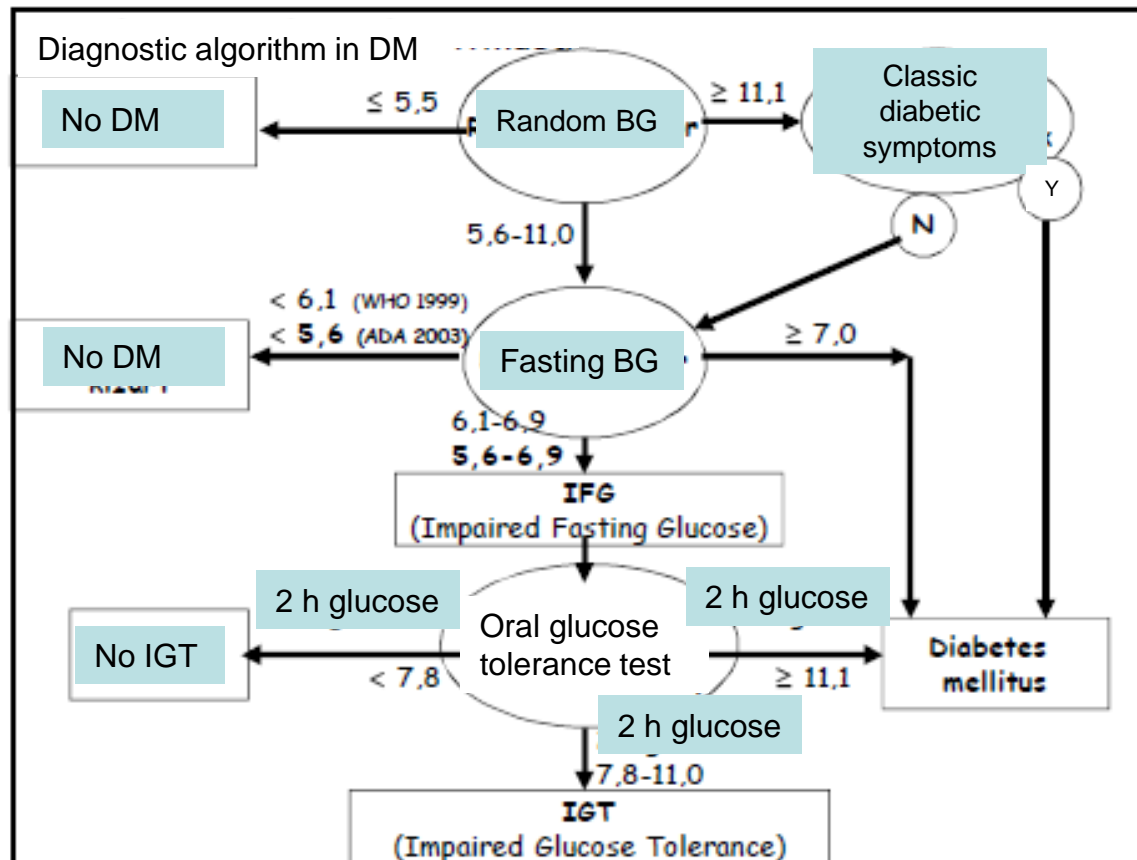 Diagnostic algorithm in DM
No DM
≤ 5,5
Random BG
≥ 11,1
Classic
diabetic
symptoms
Y
N
5,6-11,0
< 6,1 (WHO 1999)
< 5,6 (ADA 2003)
No DM
Fasting BG
≥ 7,0
6,1-6,9
5,6-6,9
IFG
(Impaired Fasting Glucose)
2 h glucose
2 h glucose
No IGT
< 7,8
Oral glucose
tolerance test
≥ 11,1
Diabetes
mellitus
2 h glucose
7,8-11,0
IGT
(Impaired Glucose Tolerance)